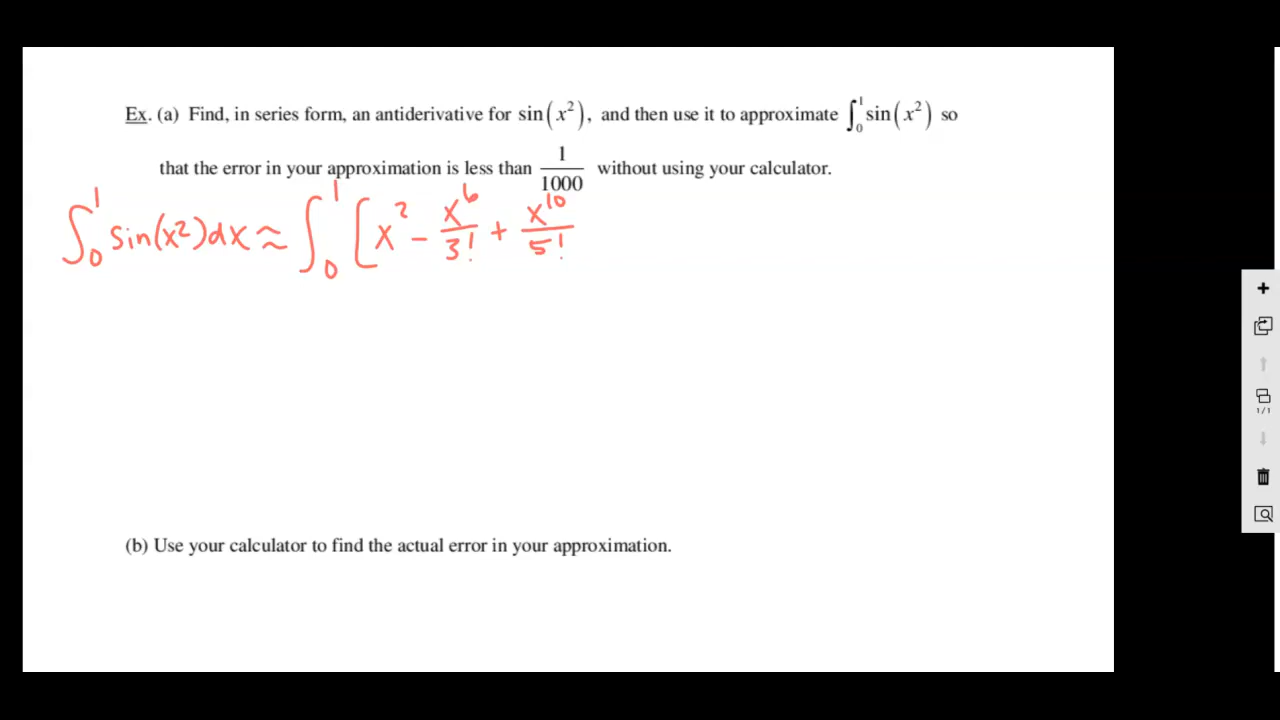 Ex. (a) Find, in series form, an antiderivative for sin(x²), and then use it to approximate ∫₀¹ sin(x²) so
that the error in your approximation is less than 1/1000 without using your calculator.
∫₀¹ sin(x²)dx ≈ ∫₀¹ [x² - x⁶/3! + x¹⁰/5!
(b) Use your calculator to find the actual error in your approximation.
1/1